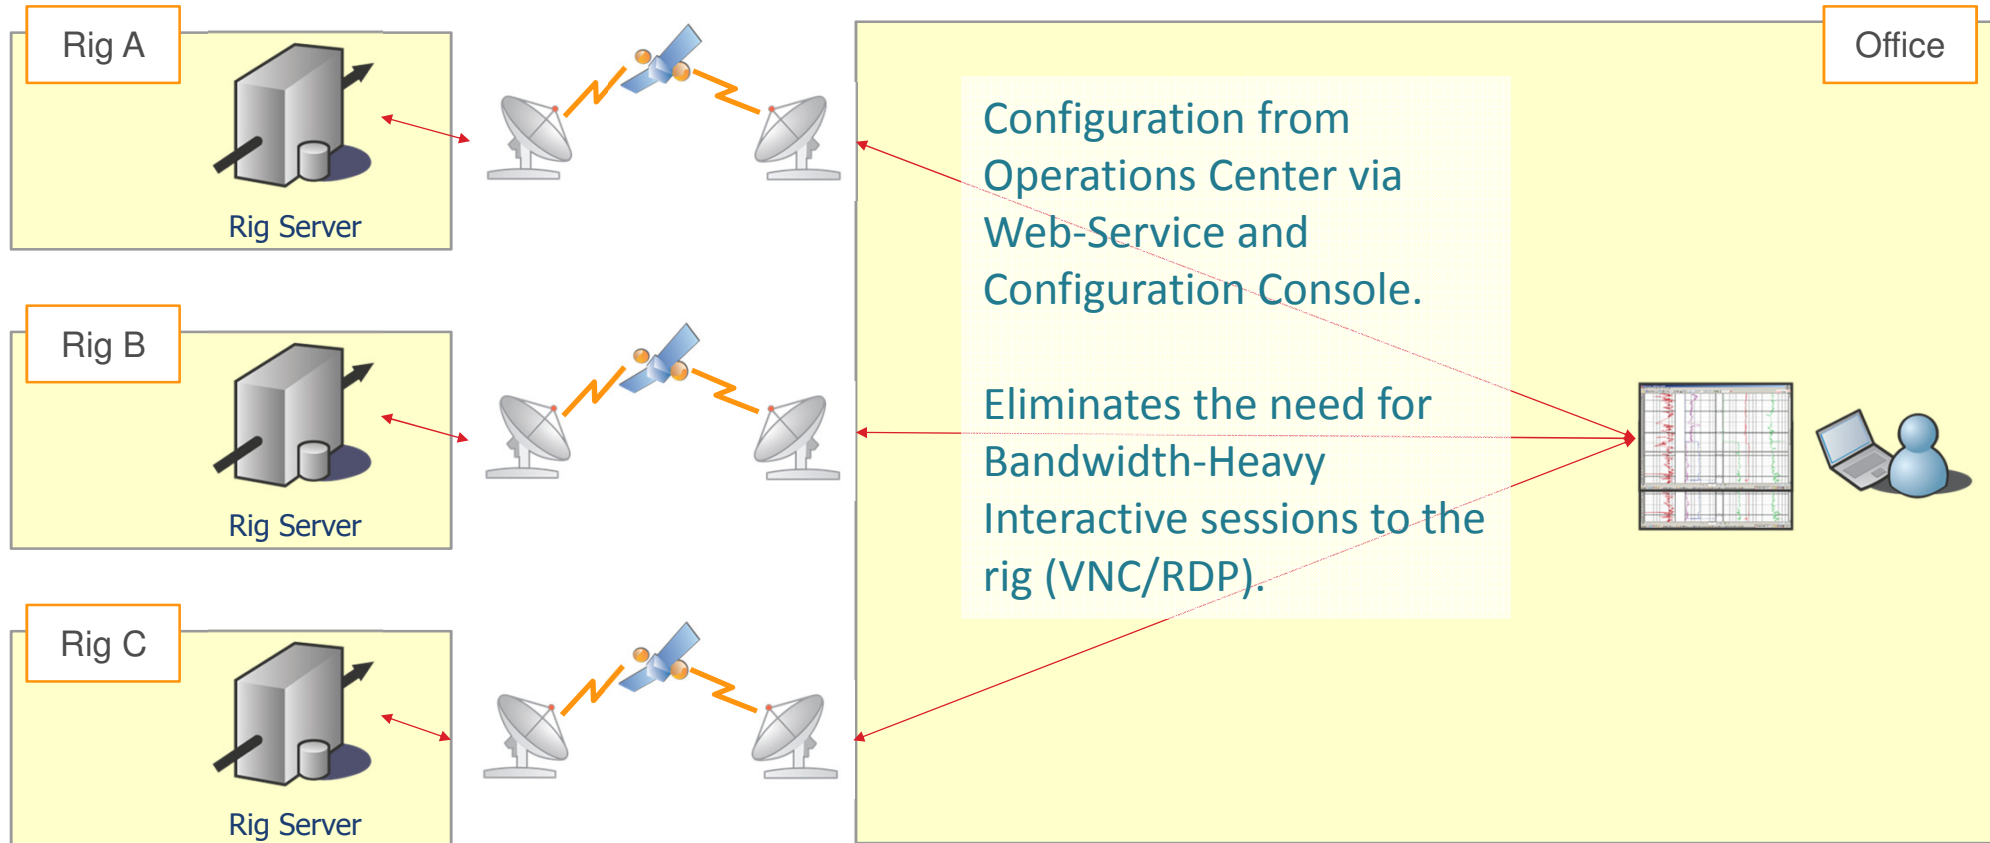 Rig A
Rig Server
Rig B
Rig Server
Rig C
Rig Server
Office
Configuration from
Operations Center via
Web-Service and
Configuration Console.
Eliminates the need for
Bandwidth-Heavy
Interactive sessions to the
rig (VNC/RDP).